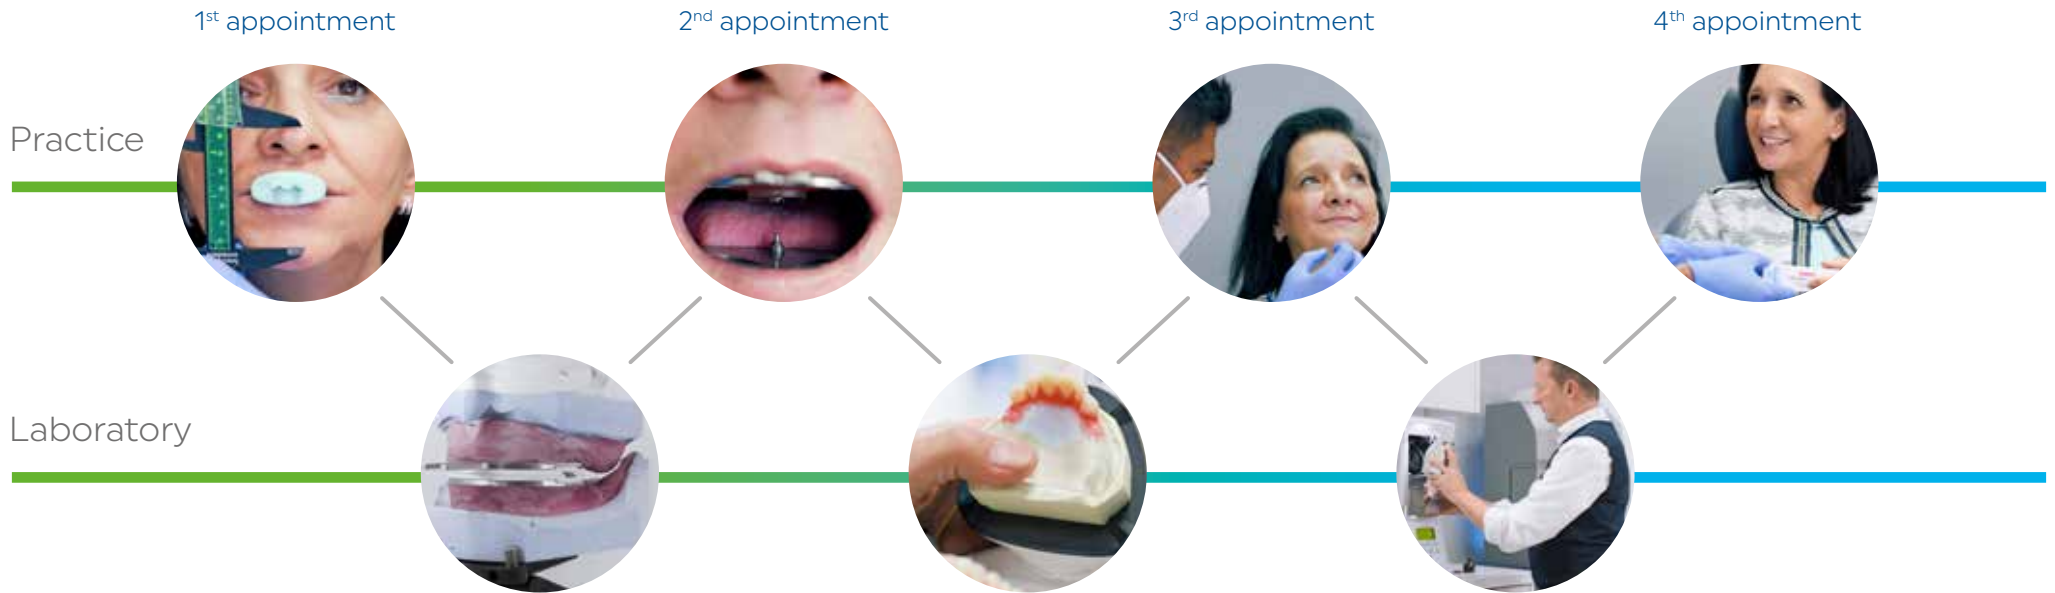 1st appointment
2nd appointment
3rd appointment
4th appointment
Practice
Laboratory